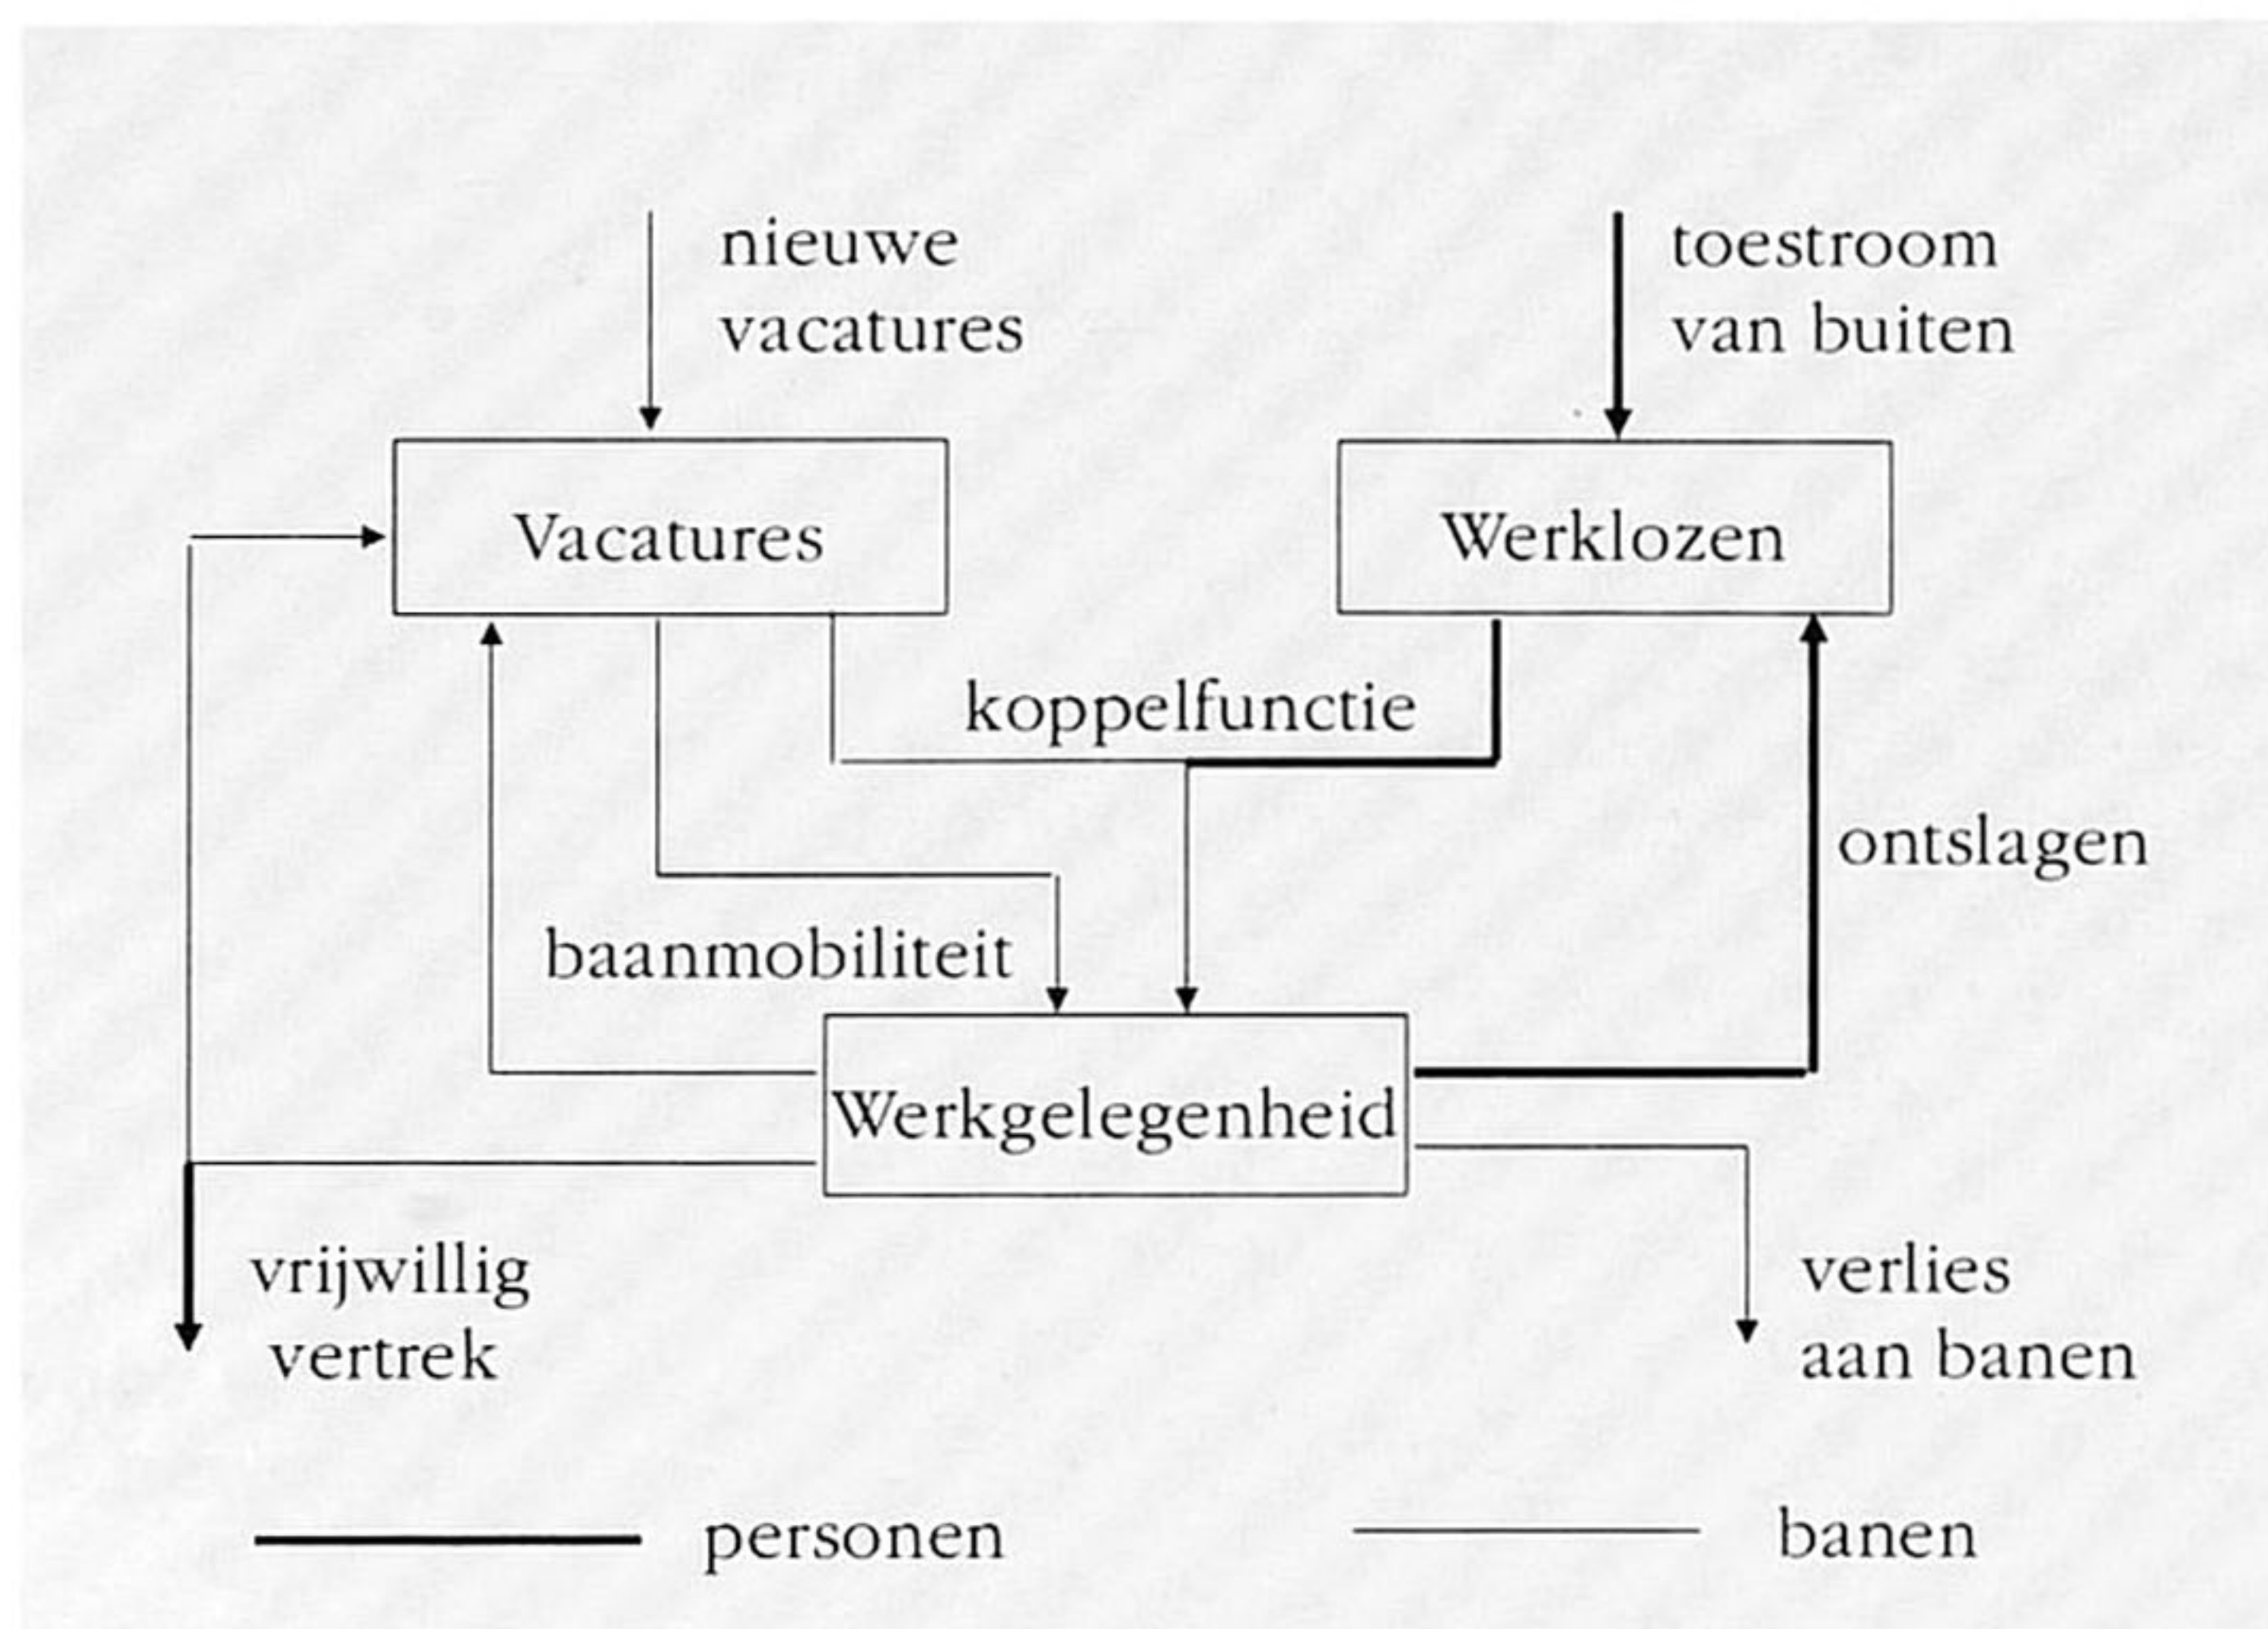 nieuwe
vacatures
toestroom
van buiten
Vacatures
Werklozen
koppelfunctie
ontslagen
baanmobiliteit
Werkgelegenheid
vrijwillig
vertrek
verlies
aan banen
personen
banen